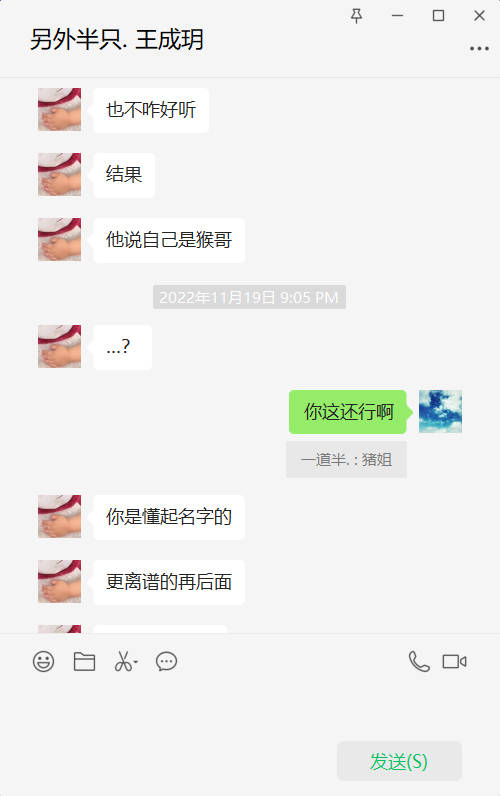 另外半只. 王成玥
也不咋好听
结果
他说自己是猴哥
2022年11月19日 9:05 PM
...?
你这还行啊
一道半. : 猪姐
你是懂起名字的
更离谱的再后面
发送(S)